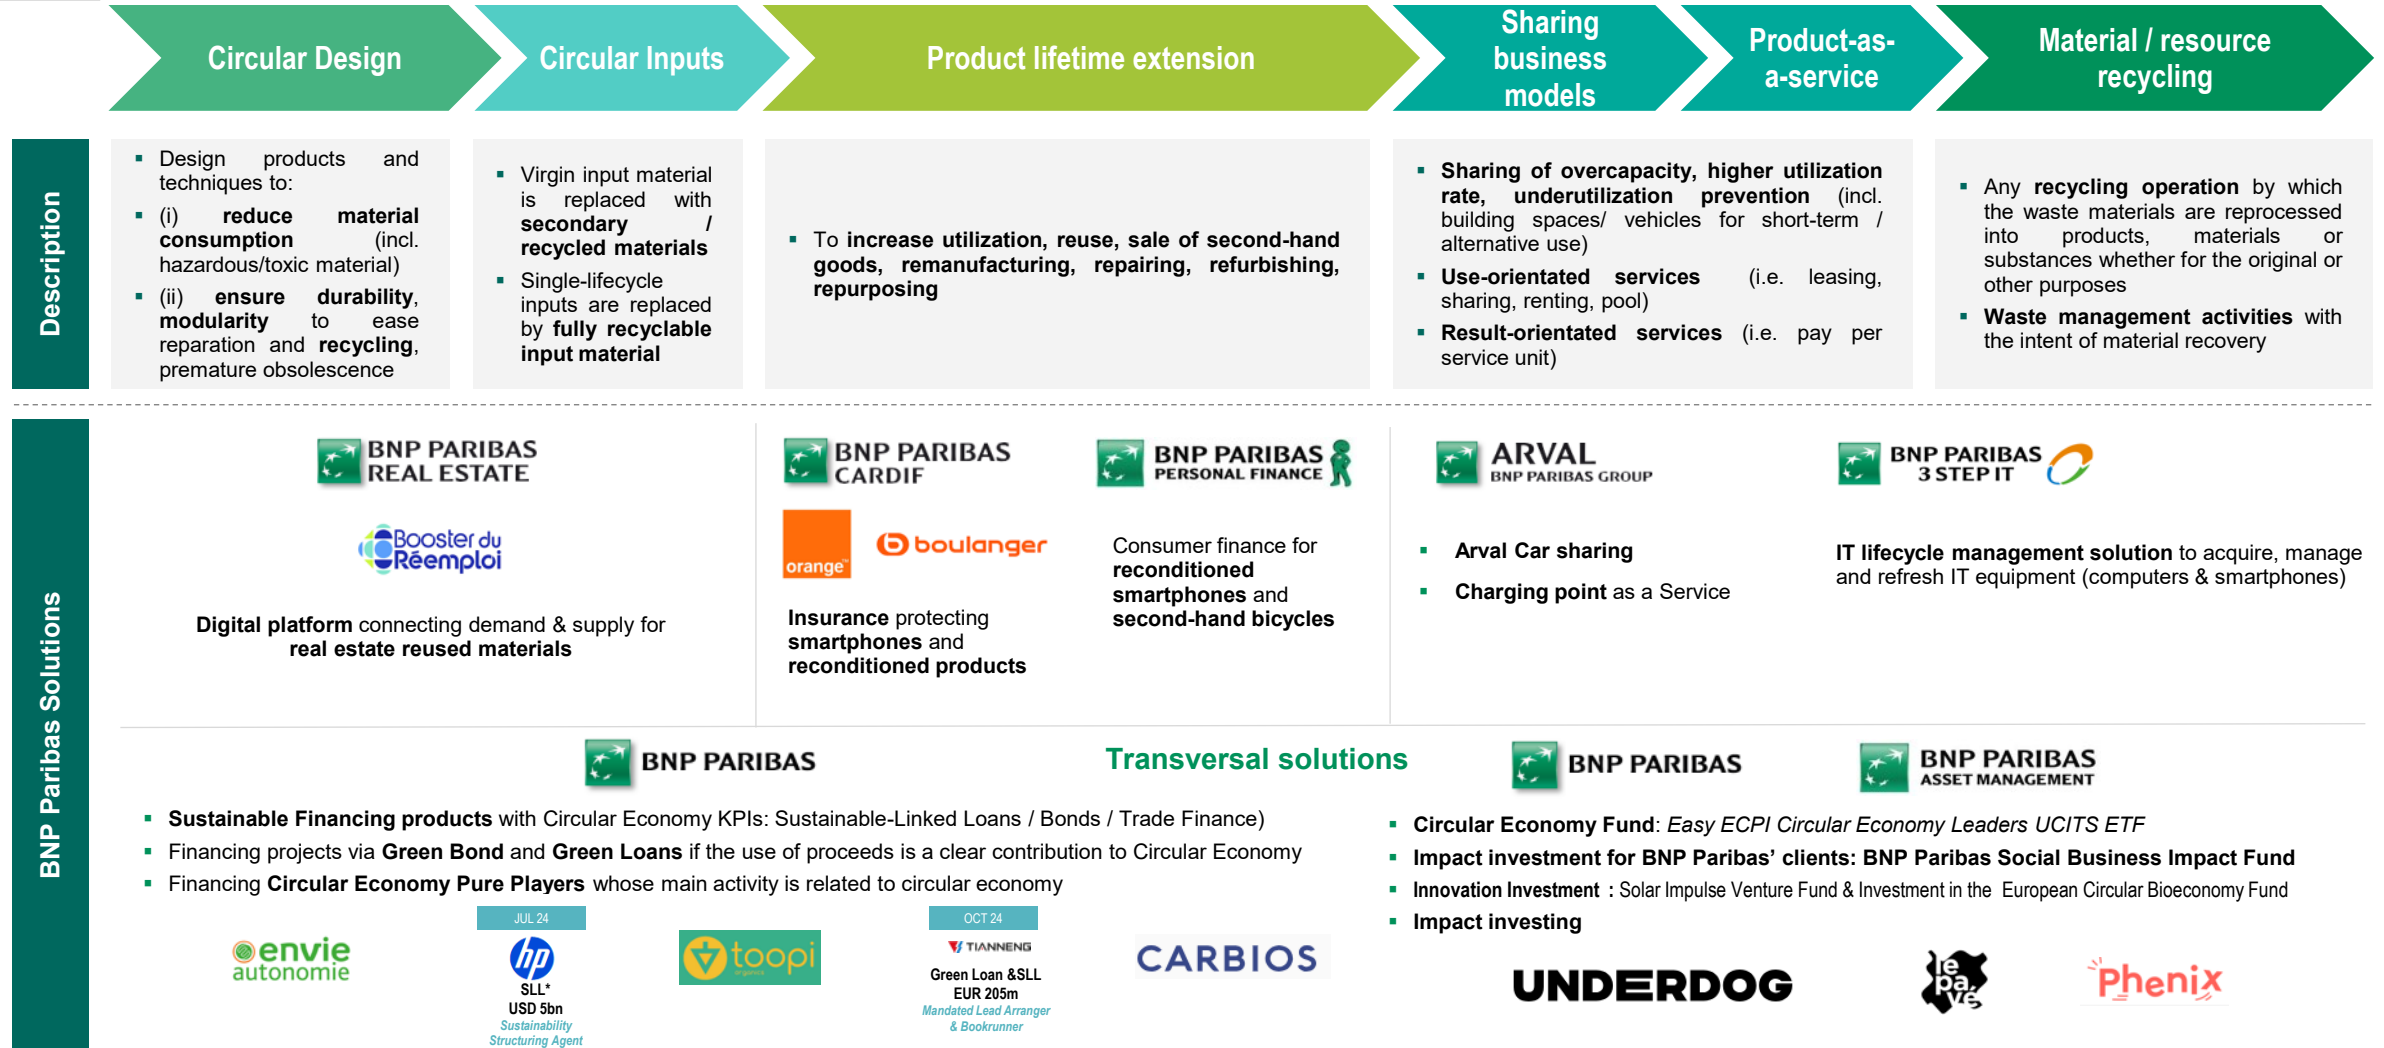 Circular Design
Circular Inputs
Product lifetime extension
Sharing
business
models
Product-as-
a-service
Material / resource
recycling
Description
▪ Design products and
techniques to:
▪ (i) reduce material
consumption (incl.
hazardous/toxic material)
▪ (ii) ensure durability,
modularity to ease
reparation and recycling,
premature obsolescence
▪ Virgin input material
is replaced with
secondary /
recycled materials
▪ Single-lifecycle
inputs are replaced
by fully recyclable
input material
▪ To increase utilization, reuse, sale of second-hand
goods, remanufacturing, repairing, refurbishing,
repurposing
▪ Sharing of overcapacity, higher utilization
rate, underutilization prevention (incl.
building spaces/ vehicles for short-term /
alternative use)
▪ Use-orientated services (i.e. leasing,
sharing, renting, pool)
▪ Result-orientated services (i.e. pay per
service unit)
▪ Any recycling operation by which
the waste materials are reprocessed
into products, materials or
substances whether for the original or
other purposes
▪ Waste management activities with
the intent of material recovery
BNP Paribas Solutions
BNP PARIBAS
REAL ESTATE
Booster du
Réemploi
Digital platform connecting demand & supply for
real estate reused materials
BNP PARIBAS
CARDIF
orange™
boulanger
Insurance protecting
smartphones and
reconditioned products
BNP PARIBAS
PERSONAL FINANCE
Consumer finance for
reconditioned
smartphones and
second-hand bicycles
ARVAL
BNP PARIBAS GROUP
▪ Arval Car sharing
▪ Charging point as a Service
BNP PARIBAS
3 STEP IT
IT lifecycle management solution to acquire, manage
and refresh IT equipment (computers & smartphones)
Transversal solutions
BNP PARIBAS
▪ Sustainable Financing products with Circular Economy KPIs: Sustainable-Linked Loans / Bonds / Trade Finance)
▪ Financing projects via Green Bond and Green Loans if the use of proceeds is a clear contribution to Circular Economy
▪ Financing Circular Economy Pure Players whose main activity is related to circular economy
envie
autonomie
JUL 24
hp
SLL*
USD 5bn
Sustainability
Structuring Agent
toopi
organics
OCT 24
TIANNENG
Green Loan &SLL
EUR 205m
Mandated Lead Arranger
& Bookrunner
CARBIOS
BNP PARIBAS
BNP PARIBAS
ASSET MANAGEMENT
▪ Circular Economy Fund: Easy ECPI Circular Economy Leaders UCITS ETF
▪ Impact investment for BNP Paribas’ clients: BNP Paribas Social Business Impact Fund
▪ Innovation Investment : Solar Impulse Venture Fund & Investment in the European Circular Bioeconomy Fund
▪ Impact investing
UNDERDOG
le
pa
vé
Phenix